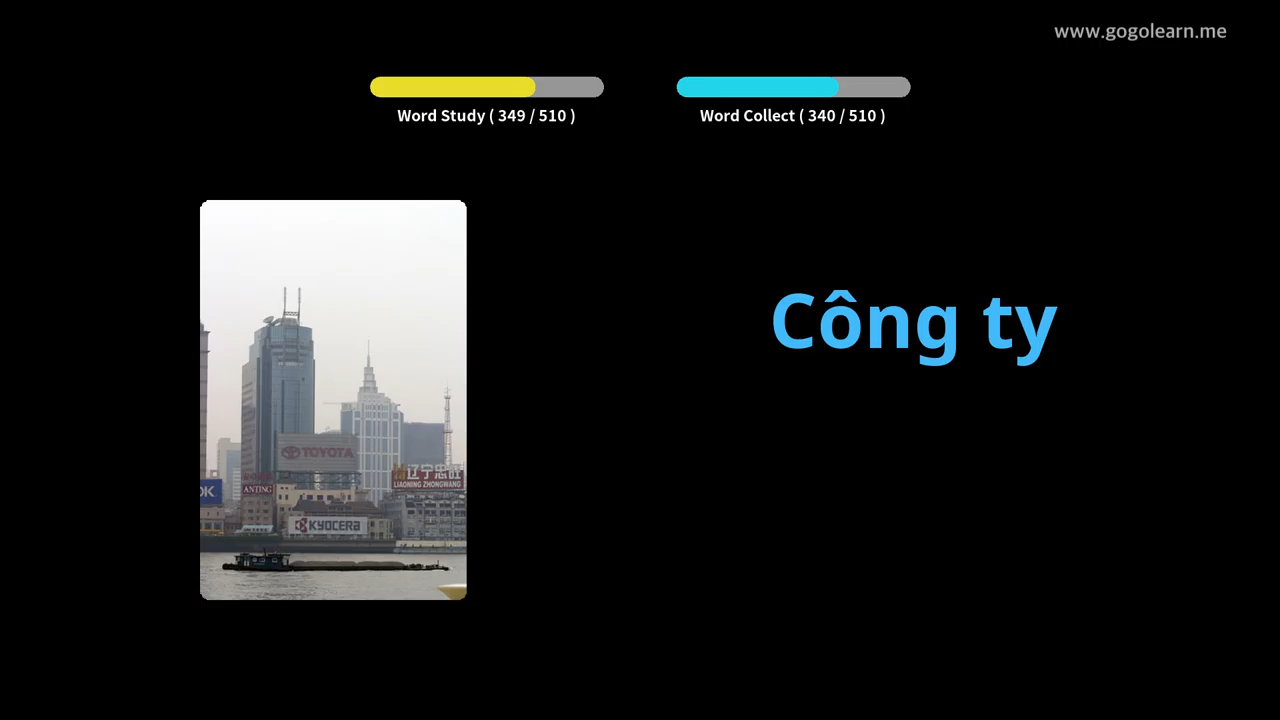 www.gogolearn.me
Word Study ( 349 / 510 )
Word Collect ( 340 / 510 )
Công ty
TOYOTA
辽宁忠旺
LIAONING ZHONGWANG
OK
ANTING
KYOCERA